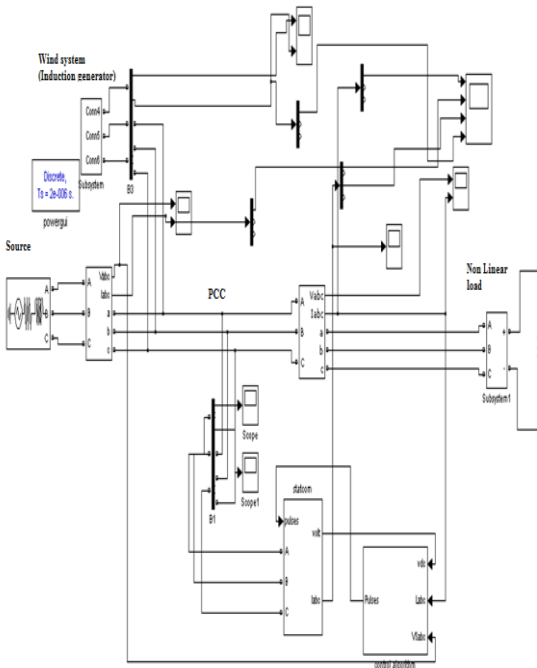 Wind system
(Induction generator)
Conn4
Conn5
Conn6
Subsystem
B3
Discrete,
Ts = 2e-006 s.
powergui
Source
A
B
C
A
B
C
Vabc
Iabc
a
b
c
PCC
A
B
C
Vabc
Iabc
a
b
c
Non Linear
load
A
B
C
+
-
Subsystem1
Scope
Scope1
B1
statcom
pulses
A
B
C
volt
Iabc
Pulses
vdc
Labc
VSabc
control algorithm